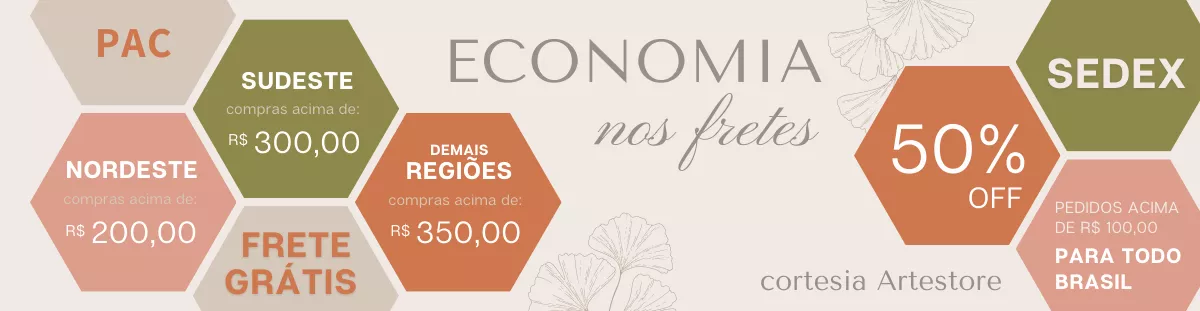 PAC
SUDESTE
compras acima de:
R$ 300,00
NORDESTE
compras acima de:
R$ 200,00
DEMAIS
REGIÕES
compras acima de:
R$ 350,00
FRETE
GRÁTIS
ECONOMIA
nos fretes
cortesia Artestore
50%
OFF
SEDEX
PEDIDOS ACIMA
DE R$ 100,00
PARA TODO
BRASIL